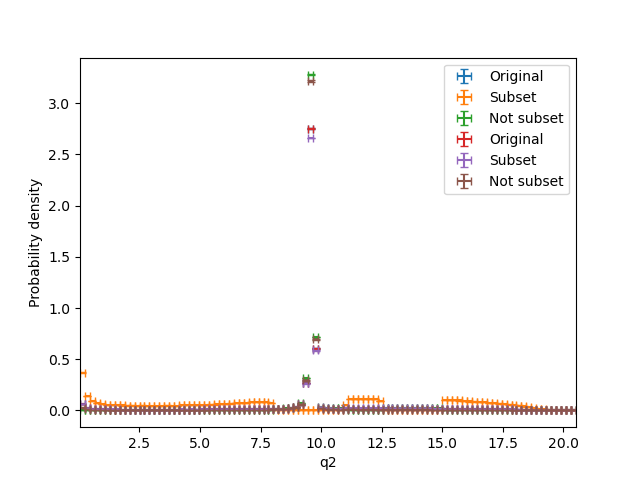 Original
Subset
Not subset
Original
Subset
Not subset
Probability density
3.0
2.5
2.0
1.5
1.0
0.5
0.0
2.5 5.0 7.5 10.0 12.5 15.0 17.5 20.0
q2